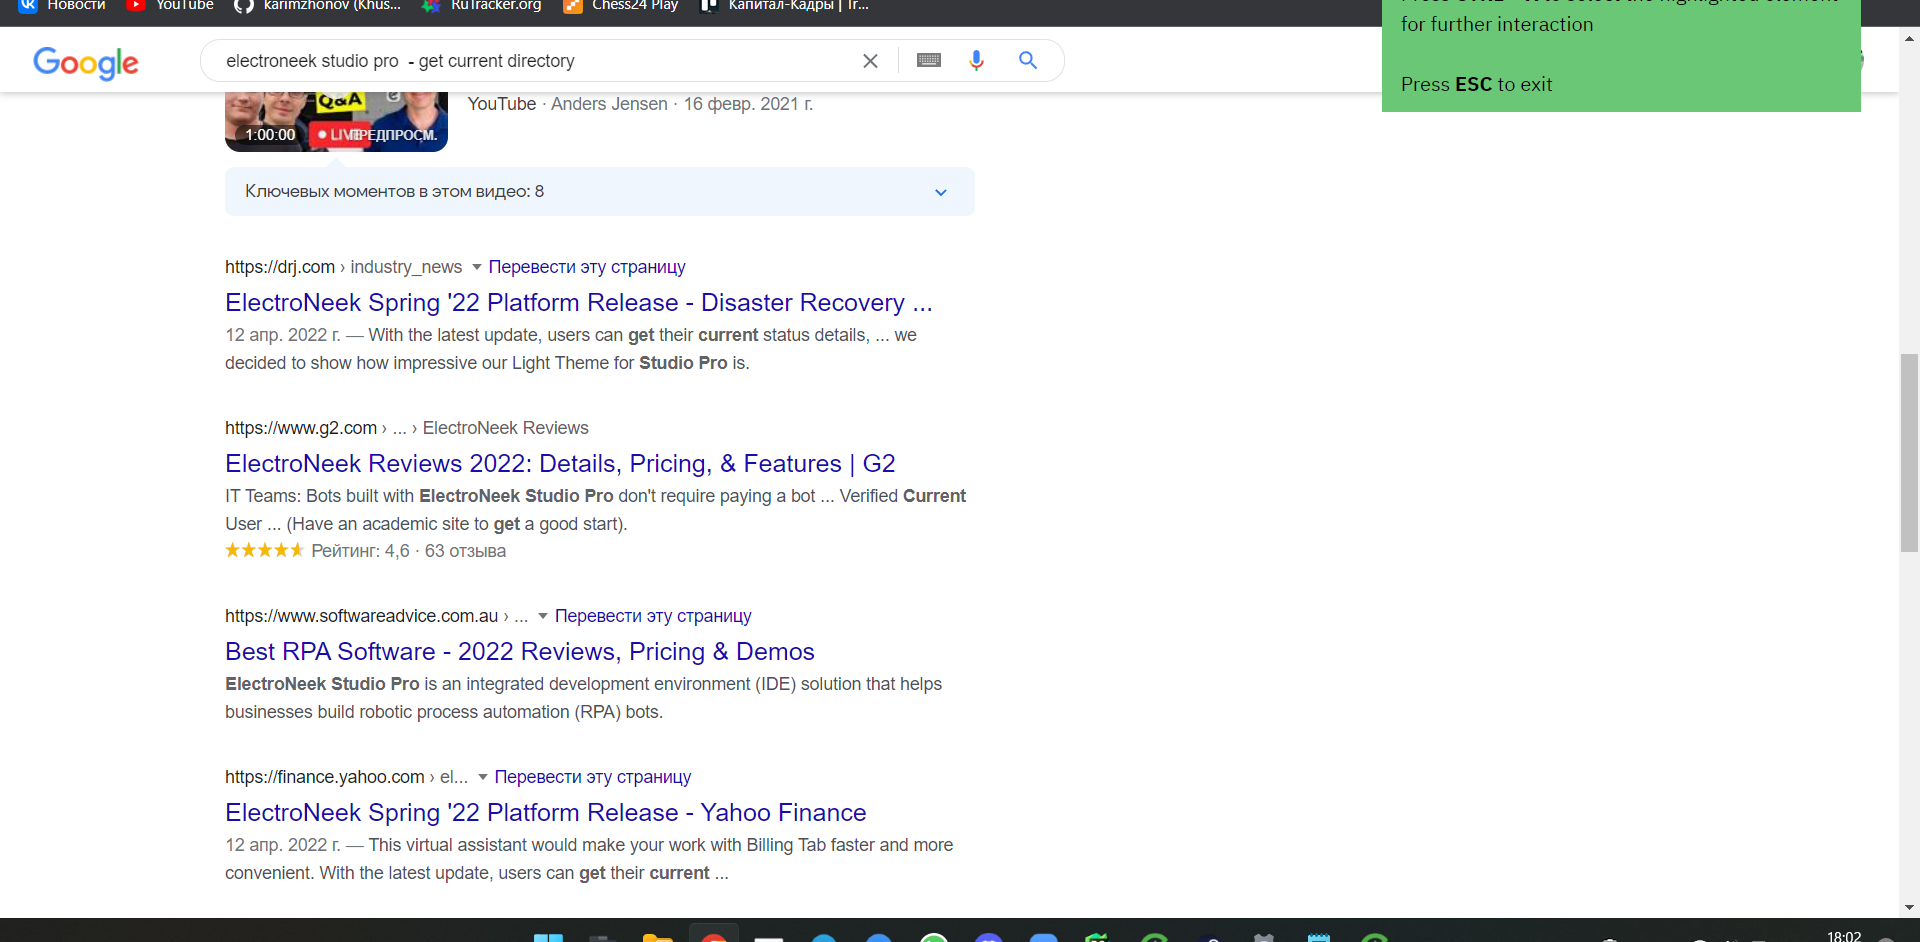 Новости YouTube karimzhonov (Khus... RuTracker.org Chess24 Play Капитал-Кадры | Tr...
for further interaction
Press ESC to exit
Google electroneek studio pro - get current directory
Q&A
1:00:00 LIVE ПРЕДПРОСМ.
YouTube · Anders Jensen · 16 февр. 2021 г.
Ключевых моментов в этом видео: 8
https://drj.com › industry_news Перевести эту страницу
ElectroNeek Spring '22 Platform Release - Disaster Recovery ...
12 апр. 2022 г. — With the latest update, users can get their current status details, ... we
decided to show how impressive our Light Theme for Studio Pro is.
https://www.g2.com › ... › ElectroNeek Reviews
ElectroNeek Reviews 2022: Details, Pricing, & Features | G2
IT Teams: Bots built with ElectroNeek Studio Pro don't require paying a bot ... Verified Current
User ... (Have an academic site to get a good start).
Рейтинг: 4,6 · 63 отзыва
https://www.softwareadvice.com.au › ... Перевести эту страницу
Best RPA Software - 2022 Reviews, Pricing & Demos
ElectroNeek Studio Pro is an integrated development environment (IDE) solution that helps
businesses build robotic process automation (RPA) bots.
https://finance.yahoo.com › el... Перевести эту страницу
ElectroNeek Spring '22 Platform Release - Yahoo Finance
12 апр. 2022 г. — This virtual assistant would make your work with Billing Tab faster and more
convenient. With the latest update, users can get their current ...
18:02